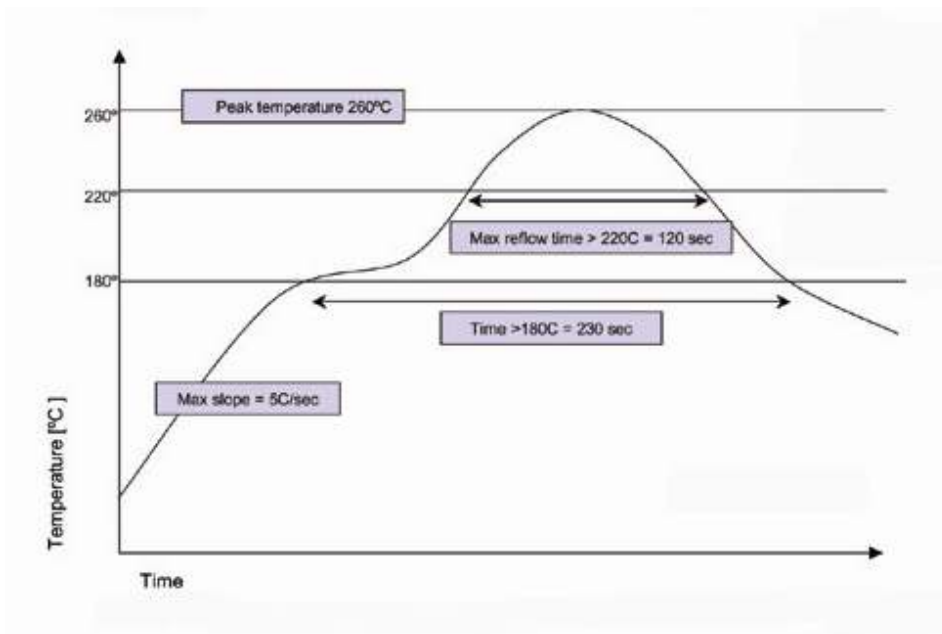 Peak temperature 260ºC
260º
220º
Max reflow time > 220C = 120 sec
180º
Time >180C = 230 sec
Max slope = 5C/sec
Temperature [ºC ]
Time